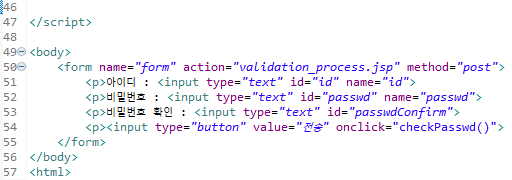 46
47 </script>
48
49 <body>
50 <form name="form" action="validation_process.jsp" method="post">
51 <p>아이디 : <input type="text" id="id" name="id">
52 <p>비밀번호 : <input type="text" id="passwd" name="passwd">
53 <p>비밀번호 확인 : <input type="text" id="passwdConfirm">
54 <p><input type="button" value="전송" onclick="checkPasswd()">
55 </form>
56 </body>
57 <html>